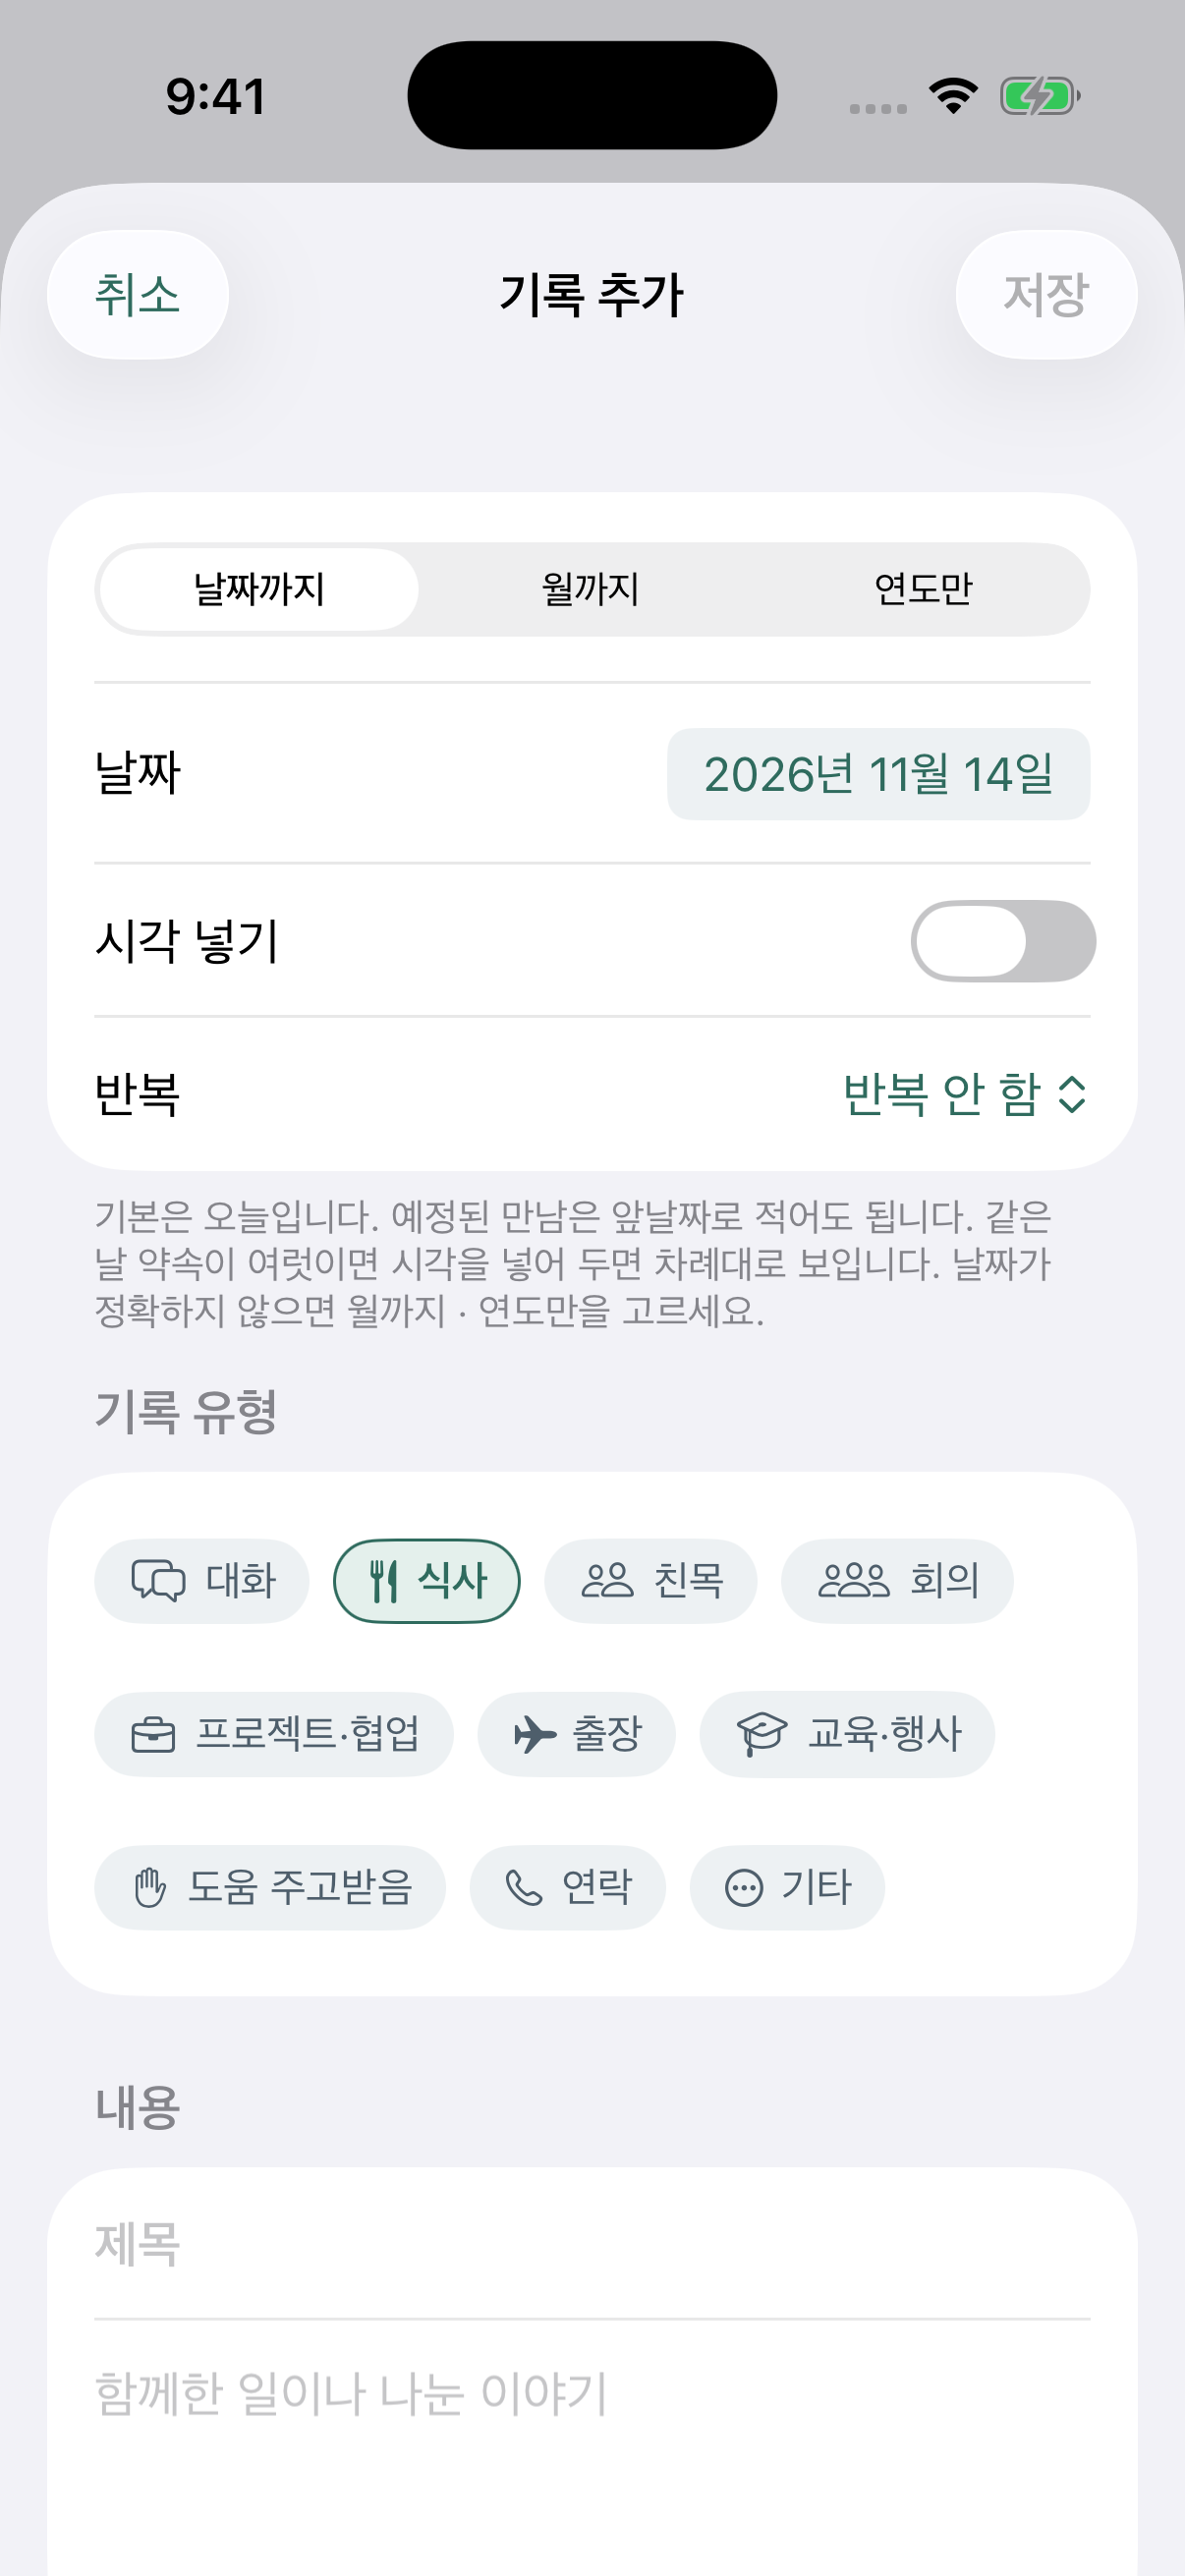 9:41
취소 기록 추가 저장
날짜까지 월까지 연도만
날짜 2026년 11월 14일
시각 넣기
반복 반복 안 함
기본은 오늘입니다. 예정된 만남은 앞날짜로 적어도 됩니다. 같은
날 약속이 여럿이면 시각을 넣어 두면 차례대로 보입니다. 날짜가
정확하지 않으면 월까지 · 연도만을 고르세요.
기록 유형
대화 식사 친목 회의
프로젝트·협업 출장 교육·행사
도움 주고받음 연락 기타
내용
제목
함께한 일이나 나눈 이야기